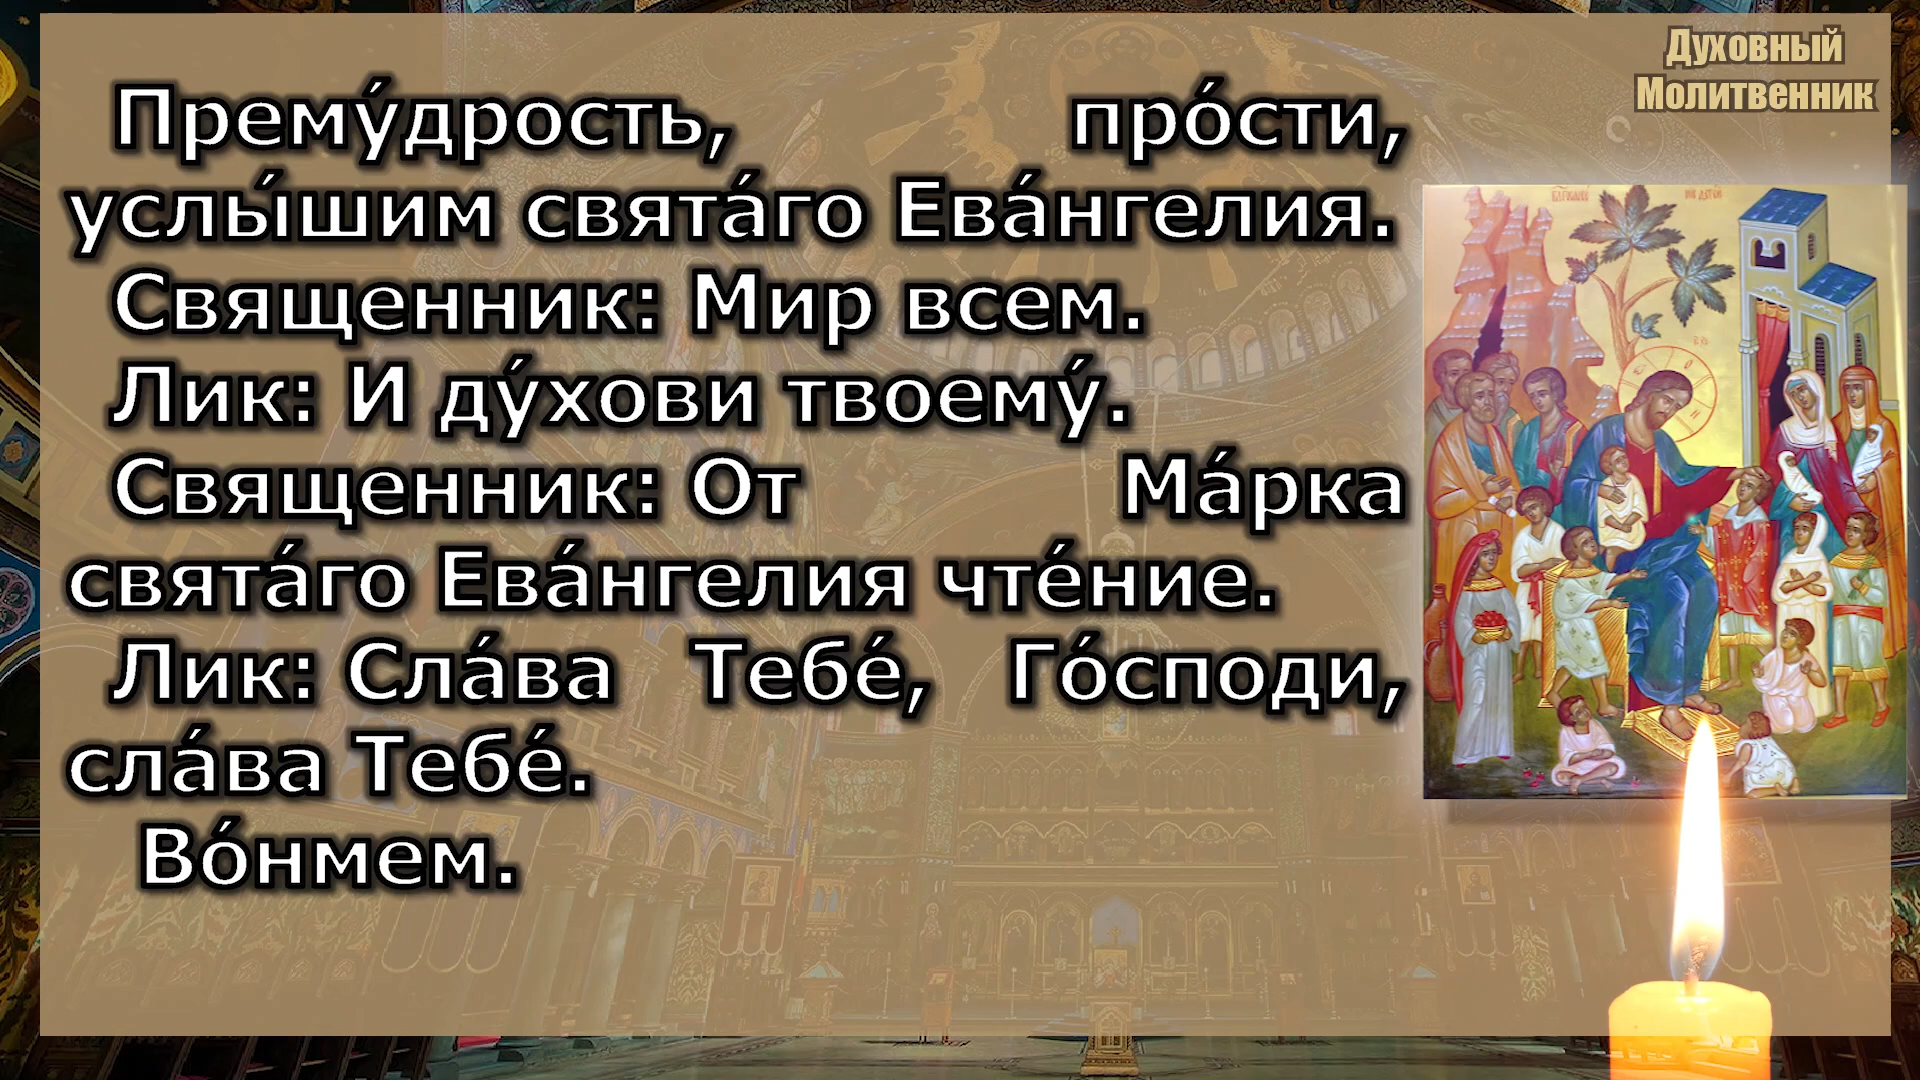 Духовный
Молитвенник
Прему́дрость, про́сти,
услы́шим свята́го Ева́нгелия.
Священник: Мир всем.
Лик: И ду́хови твоему́.
Священник: От Ма́рка
свята́го Ева́нгелия чте́ние.
Лик: Сла́ва Тебе́, Го́споди,
сла́ва Тебе́.
Во́нмем.